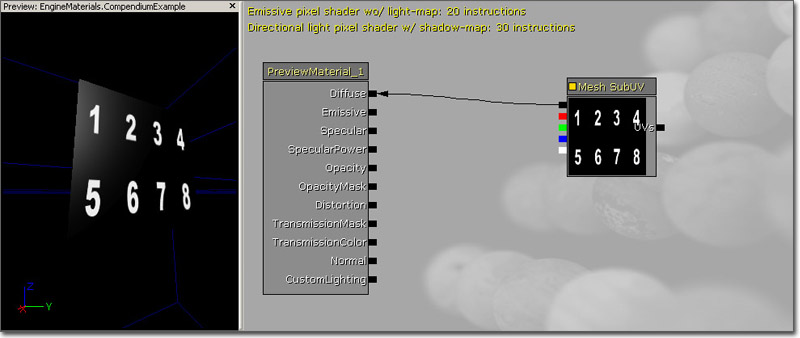 Preview: EngineMaterials.CompendiumExample
X
1 2 3 4
5 6 7 8
Z
X
Y
Emissive pixel shader wo/ light-map: 20 instructions
Directional light pixel shader w/ shadow-map: 30 instructions
PreviewMaterial_1
Diffuse
Emissive
Specular
SpecularPower
Opacity
OpacityMask
Distortion
TransmissionMask
TransmissionColor
Normal
CustomLighting
Mesh SubUV
1 2 3 4
UVs
5 6 7 8